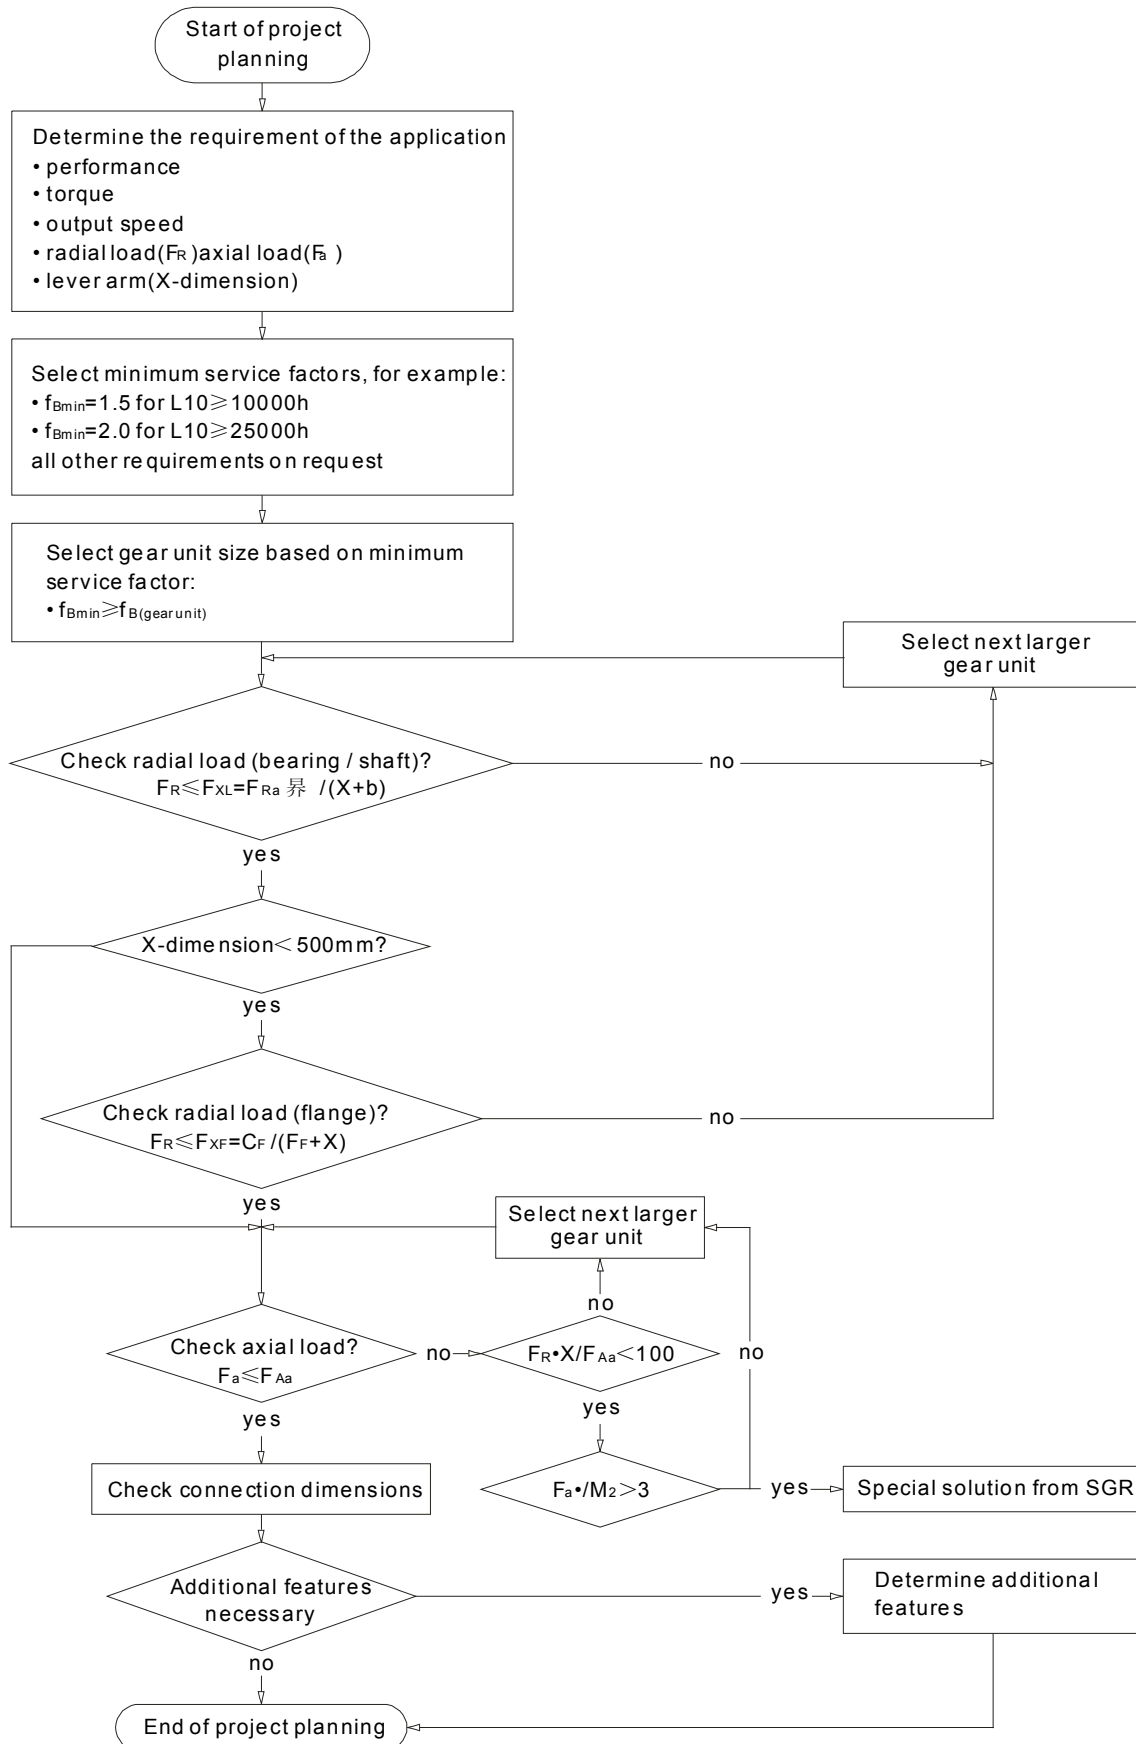 Start of project
planning
Determine the requirement of the application
• performance
• torque
• output speed
• radial load(FR)axial load(Fa )
• lever arm(X-dimension)
Select minimum service factors, for example:
• fBmin=1.5 for L10≥10000h
• fBmin=2.0 for L10≥25000h
all other requirements on request
Select gear unit size based on minimum
service factor:
• fBmin≥fB(gearunit)
Select next larger
gear unit
Check radial load (bearing / shaft)?
FR≤FXL=FRa 昇 /(X+b)
no
yes
X-dimension<500mm?
yes
Check radial load (flange)?
FR≤FXF=CF/(FF+X)
no
yes
Select next larger
gear unit
no
Check axial load?
Fa≤FAa
no
FR•X/FAa<100
no
yes
yes
Check connection dimensions
Fa•/M2>3
yes
Special solution from SGR
Additional features
necessary
yes
Determine additional
features
no
End of project planning